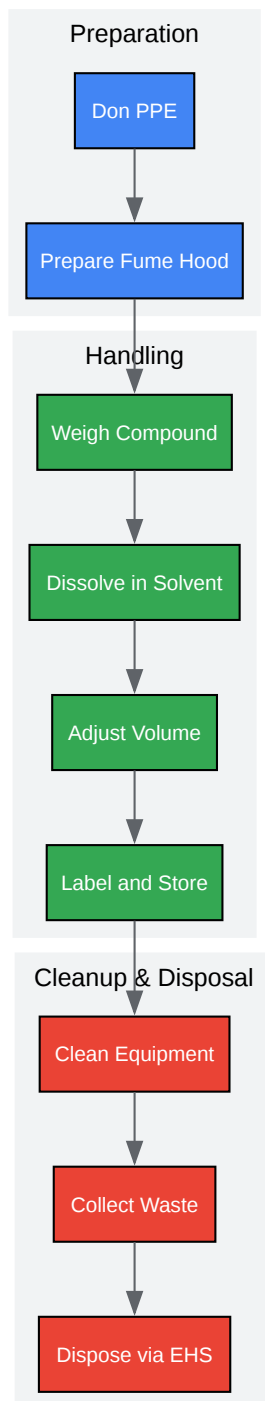 Preparation
Don PPE
Prepare Fume Hood
Handling
Weigh Compound
Dissolve in Solvent
Adjust Volume
Label and Store
Cleanup & Disposal
Clean Equipment
Collect Waste
Dispose via EHS